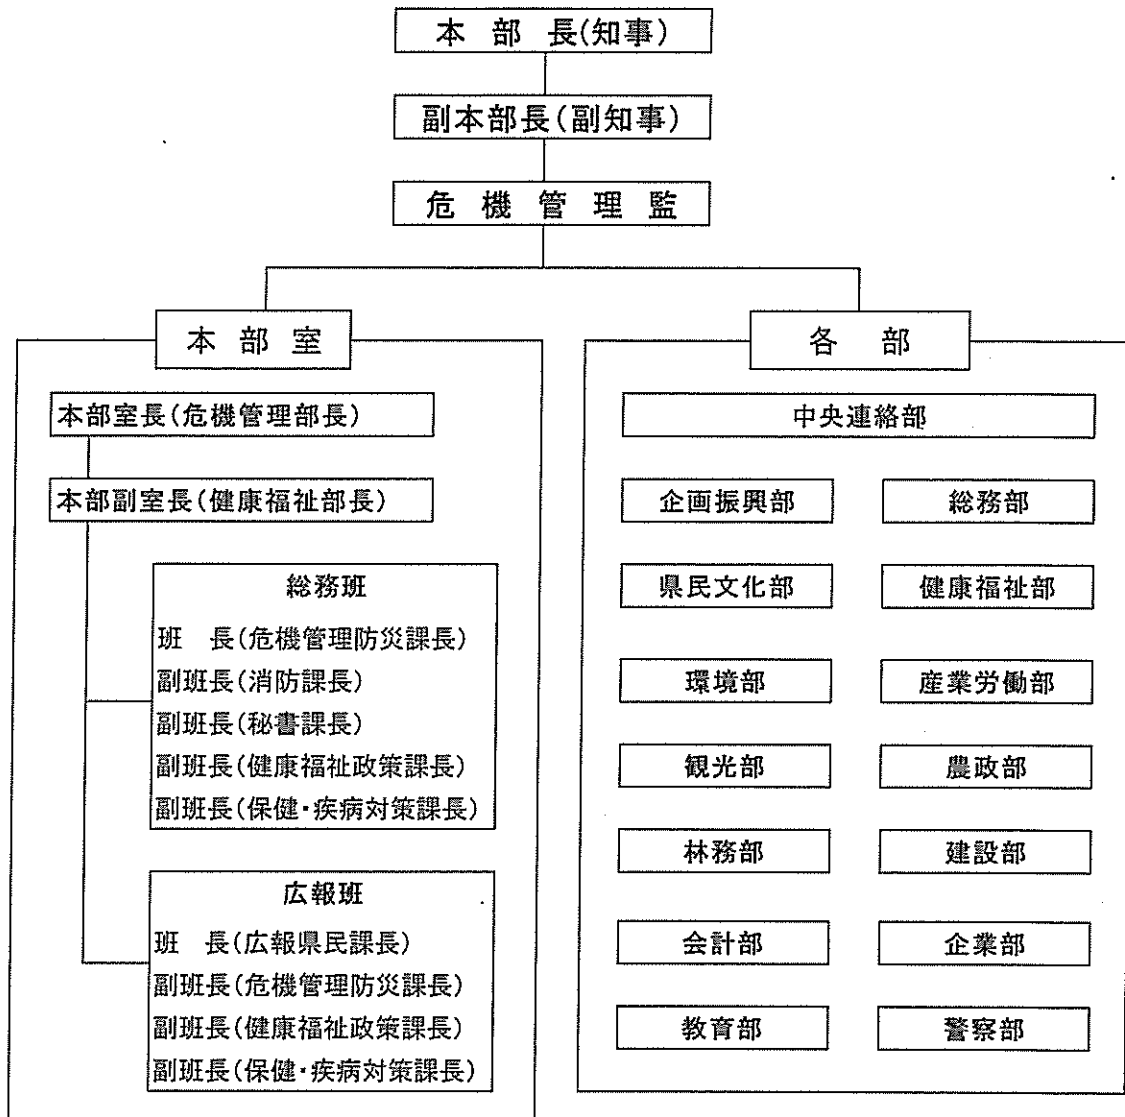 本部長(知事)
副本部長(副知事)
危機管理監
本部室
本部室長(危機管理部長)
本部副室長(健康福祉部長)
総務班
班　長(危機管理防災課長)
副班長(消防課長)
副班長(秘書課長)
副班長(健康福祉政策課長)
副班長(保健・疾病対策課長)
広報班
班　長(広報県民課長)
副班長(危機管理防災課長)
副班長(健康福祉政策課長)
副班長(保健・疾病対策課長)
各部
中央連絡部
企画振興部
総務部
県民文化部
健康福祉部
環境部
産業労働部
観光部
農政部
林務部
建設部
会計部
企業部
教育部
警察部